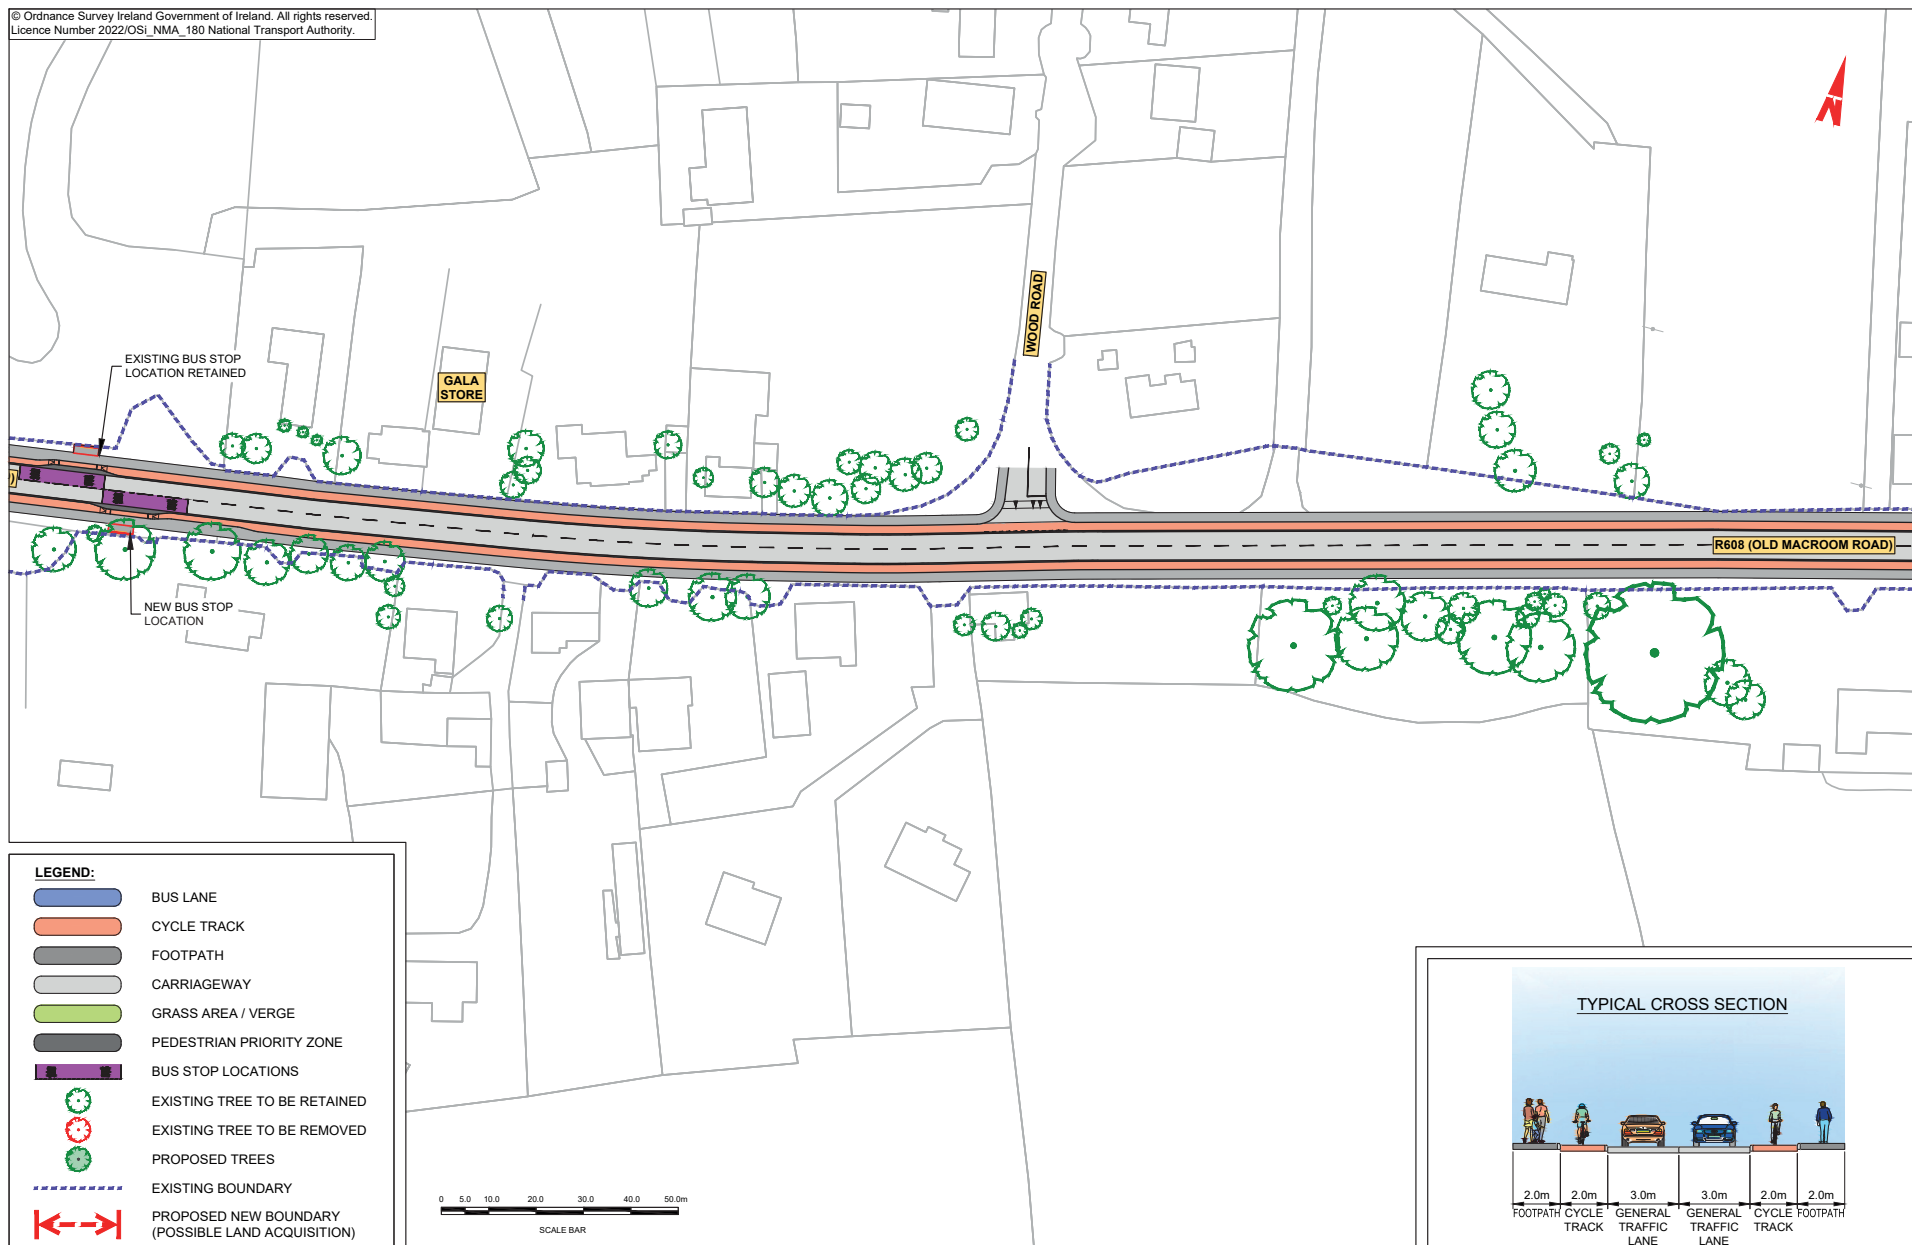 © Ordnance Survey Ireland Government of Ireland. All rights reserved.
Licence Number 2022/OSi_NMA_180 National Transport Authority.
N
EXISTING BUS STOP
LOCATION RETAINED
GALA
STORE
WOOD ROAD
R608 (OLD MACROOM ROAD)
NEW BUS STOP
LOCATION
LEGEND:
BUS LANE
CYCLE TRACK
FOOTPATH
CARRIAGEWAY
GRASS AREA / VERGE
PEDESTRIAN PRIORITY ZONE
BUS STOP LOCATIONS
EXISTING TREE TO BE RETAINED
EXISTING TREE TO BE REMOVED
PROPOSED TREES
EXISTING BOUNDARY
PROPOSED NEW BOUNDARY
(POSSIBLE LAND ACQUISITION)
0 5.0 10.0 20.0 30.0 40.0 50.0m
SCALE BAR
TYPICAL CROSS SECTION
2.0m 2.0m 3.0m 3.0m 2.0m 2.0m
FOOTPATH CYCLE GENERAL GENERAL CYCLE FOOTPATH
TRACK TRAFFIC TRAFFIC TRACK
LANE LANE